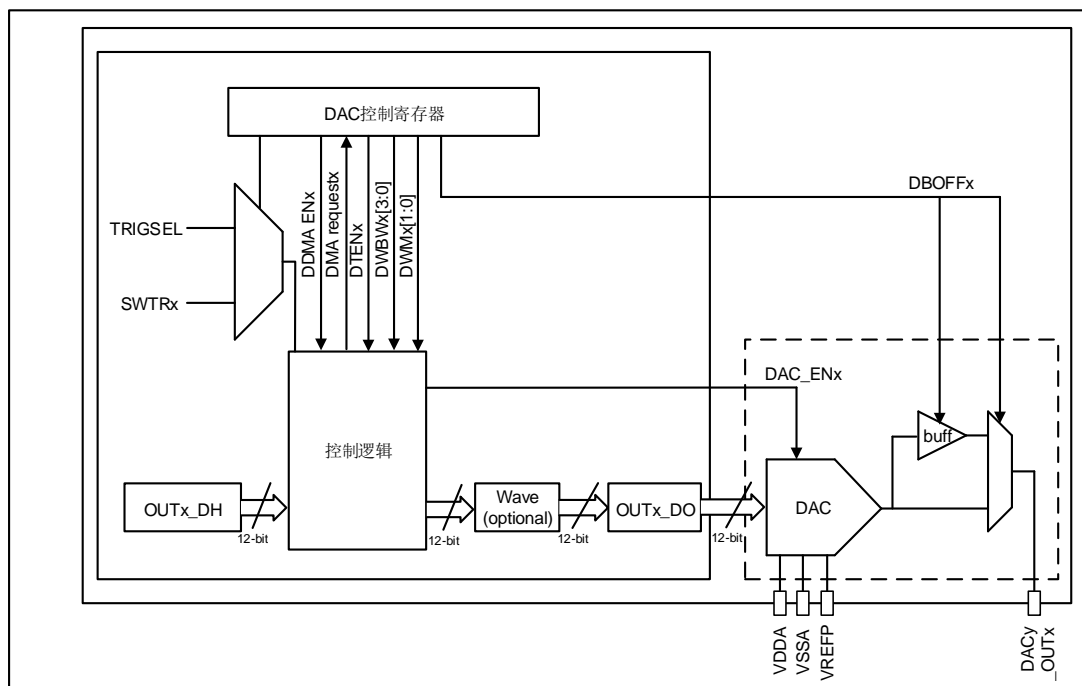 DAC控制寄存器
TRIGSEL
SWTRx
DDMA ENx
DMA requestx
DTENx
DWBWx[3:0]
DWMx[1:0]
DBOFFx
控制逻辑
DAC_ENx
buff
OUTx_DH
12-bit
12-bit
Wave
(optional)
12-bit
OUTx_DO
12-bit
DAC
VDDA
VSSA
VREFP
DACy
_OUTx